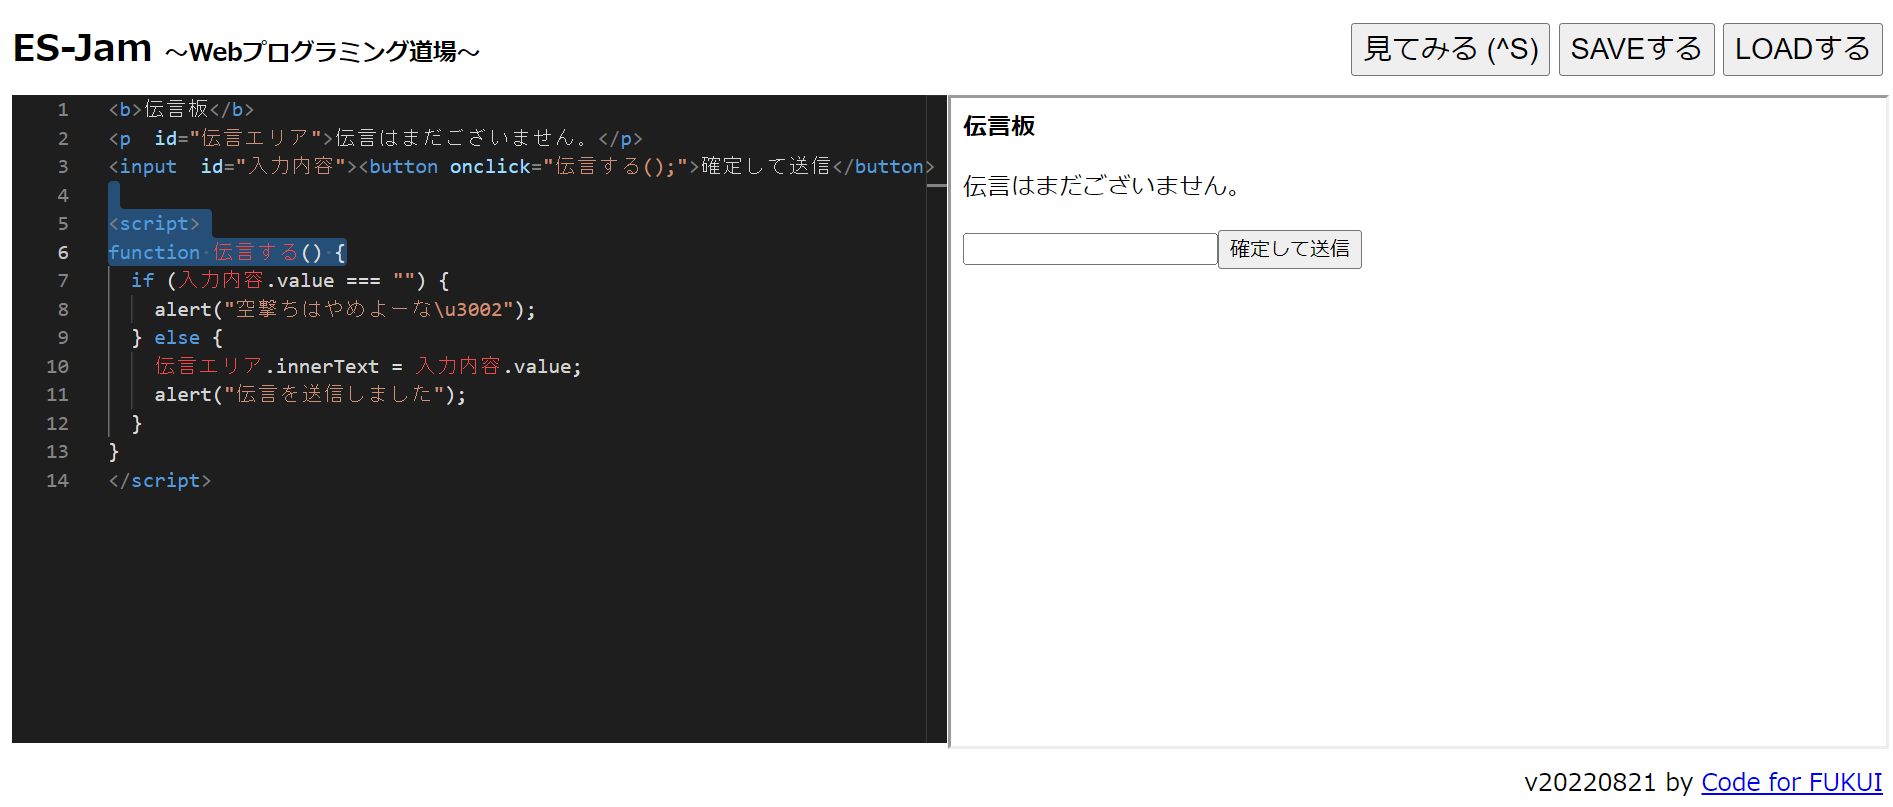 ES-Jam ～Webプログラミング道場～
見てみる (^S) SAVEする LOADする
1 <b>伝言板</b>
2 <p  id="伝言エリア">伝言はまだございません。</p>
3 <input  id="入力内容"><button onclick="伝言する();">確定して送信</button>
4
5 <script>
6 function 伝言する() {
7   if (入力内容.value === "") {
8     alert("空撃ちはやめよーな\u3002");
9   } else {
10     伝言エリア.innerText = 入力内容.value;
11     alert("伝言を送信しました");
12   }
13 }
14 </script>
伝言板
伝言はまだございません。
確定して送信
v20220821 by Code for FUKUI